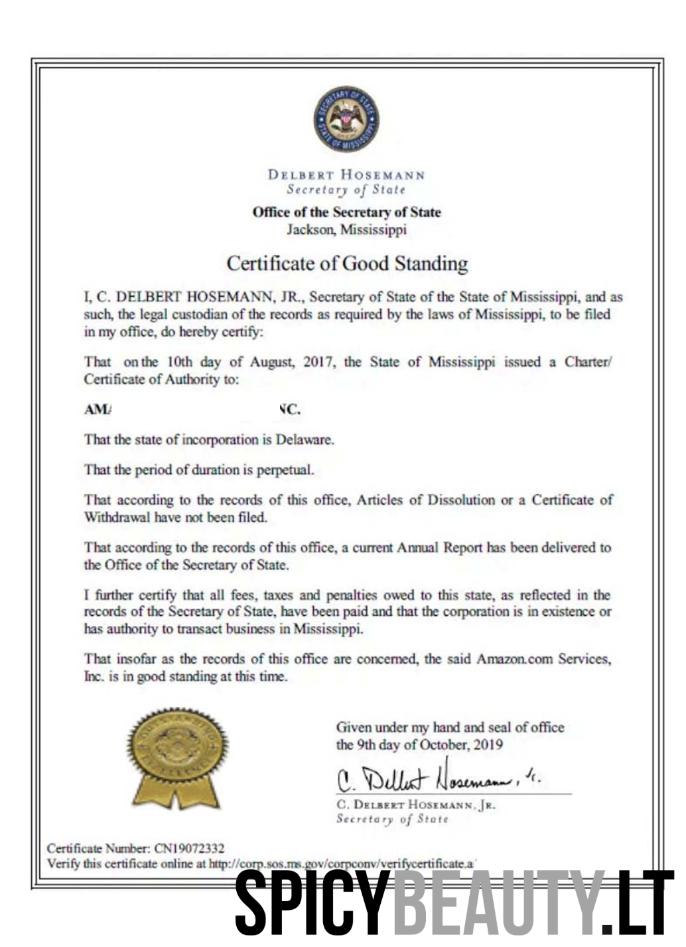 SECRETARY OF STATE
STATE OF MISSISSIPPI
DELBERT HOSEMANN
Secretary of State
Office of the Secretary of State
Jackson, Mississippi
Certificate of Good Standing
I, C. DELBERT HOSEMANN, JR., Secretary of State of the State of Mississippi, and as
such, the legal custodian of the records as required by the laws of Mississippi, to be filed
in my office, do hereby certify:
That on the 10th day of August, 2017, the State of Mississippi issued a Charter/
Certificate of Authority to:
AMA NC.
That the state of incorporation is Delaware.
That the period of duration is perpetual.
That according to the records of this office, Articles of Dissolution or a Certificate of
Withdrawal have not been filed.
That according to the records of this office, a current Annual Report has been delivered to
the Office of the Secretary of State.
I further certify that all fees, taxes and penalties owed to this state, as reflected in the
records of the Secretary of State, have been paid and that the corporation is in existence or
has authority to transact business in Mississippi.
That insofar as the records of this office are concerned, the said Amazon.com Services,
Inc. is in good standing at this time.
Given under my hand and seal of office
the 9th day of October, 2019
C. Delbert Hosemann, Jr.
C. DELBERT HOSEMANN, JR.
Secretary of State
Certificate Number: CN19072332
Verify this certificate online at http://corp.sos.ms.gov/corpconv/verifycertificate.a
SPICYBEAUTY.LT